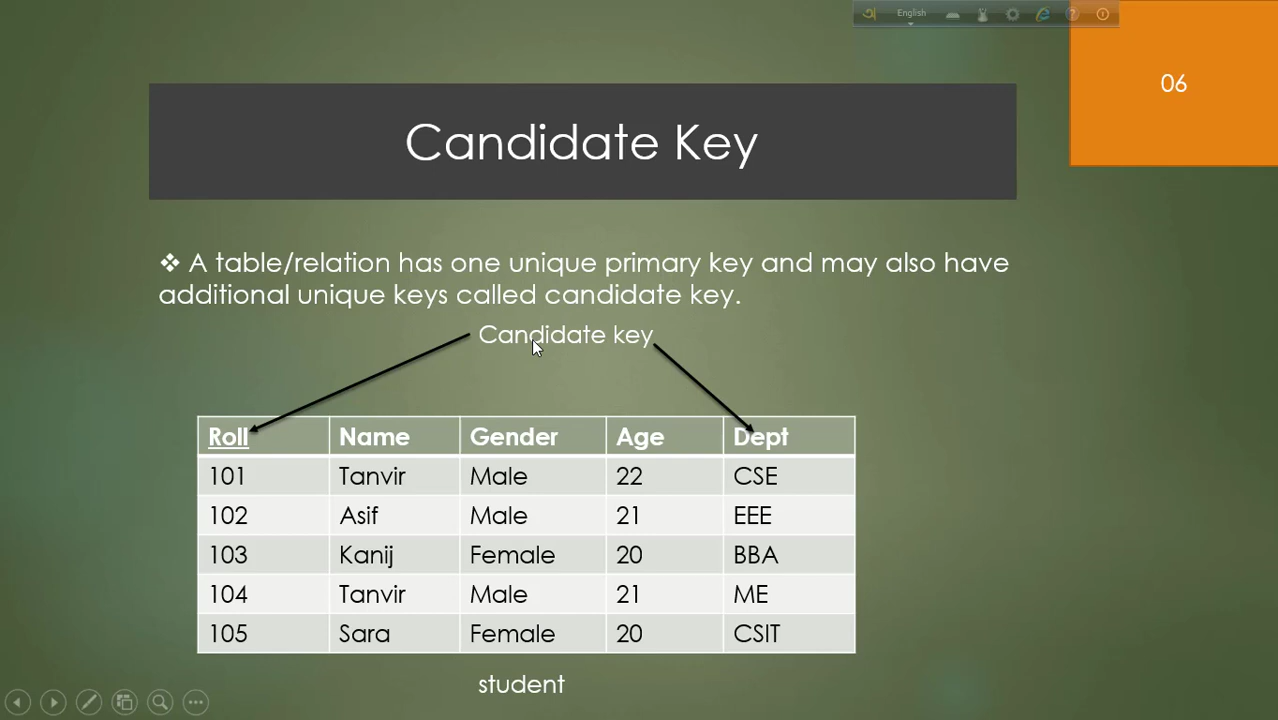 English
06
Candidate Key
❖ A table/relation has one unique primary key and may also have
additional unique keys called candidate key.
Candidate key
Roll Name Gender Age Dept
101 Tanvir Male 22 CSE
102 Asif Male 21 EEE
103 Kanij Female 20 BBA
104 Tanvir Male 21 ME
105 Sara Female 20 CSIT
student